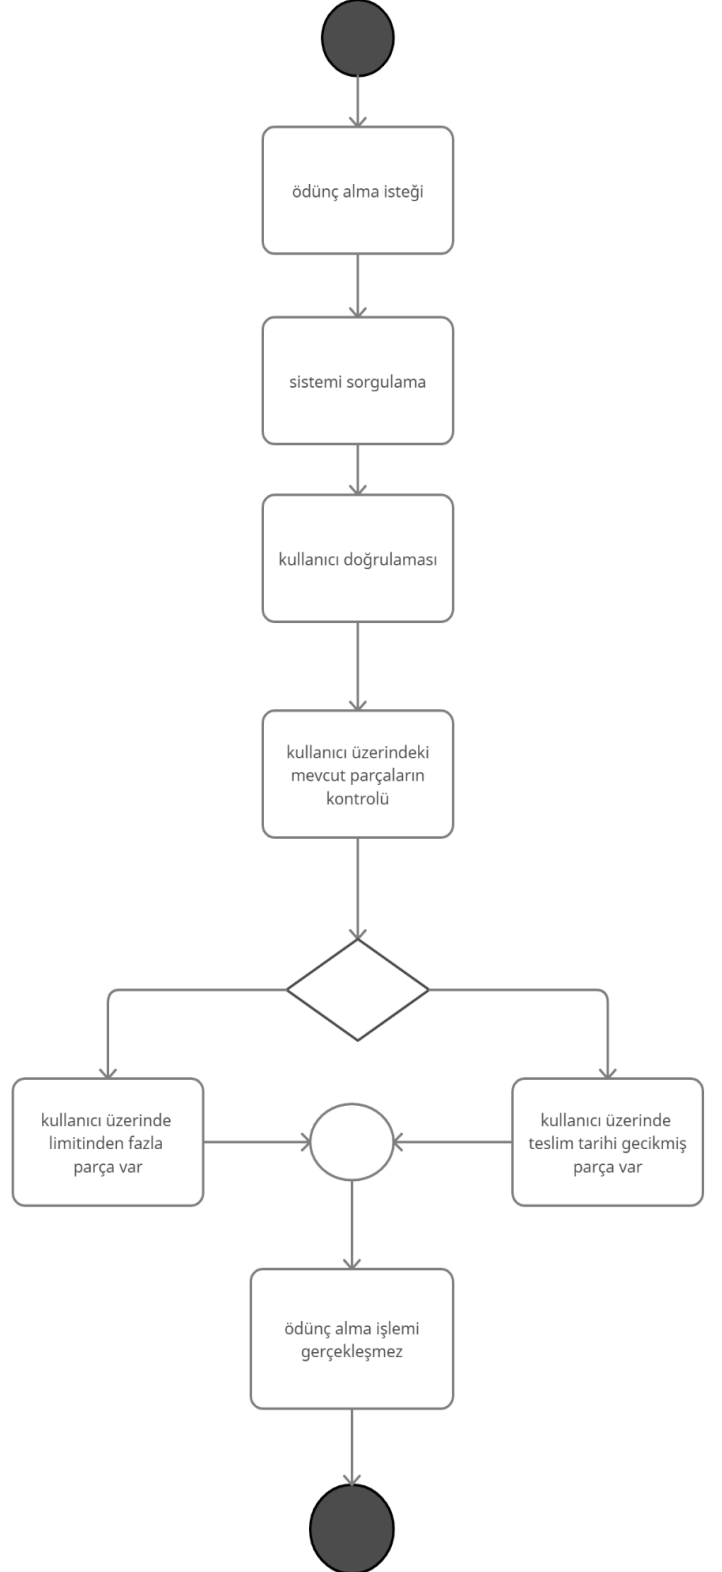 ödünç alma isteği
sistemi sorgulama
kullanıcı doğrulaması
kullanıcı üzerindeki
mevcut parçaların
kontrolü
kullanıcı üzerinde
limitinden fazla
parça var
kullanıcı üzerinde
teslim tarihi gecikmiş
parça var
ödünç alma işlemi
gerçekleşmez